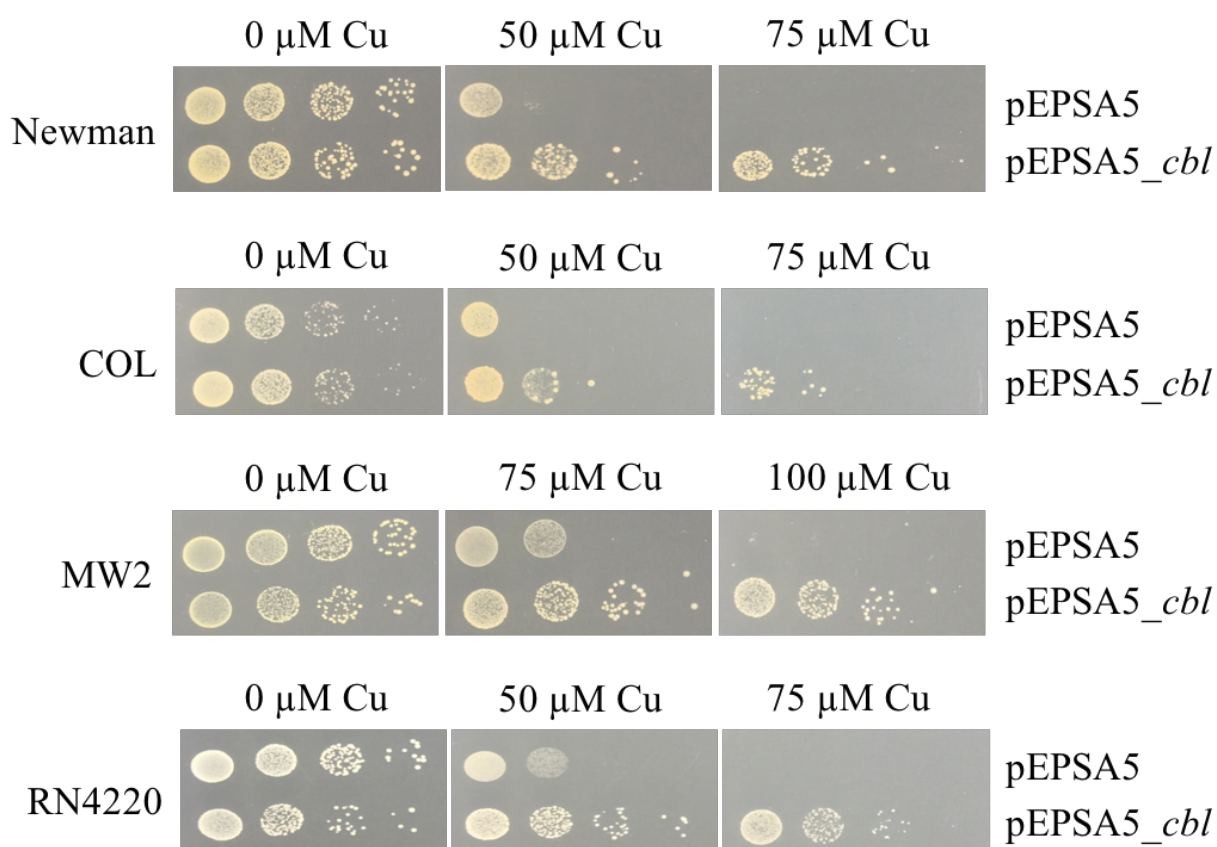 0 µM Cu 50 µM Cu 75 µM Cu
pEPSA5
Newman
pEPSA5_cbl
0 µM Cu 50 µM Cu 75 µM Cu
pEPSA5
COL
pEPSA5_cbl
0 µM Cu 75 µM Cu 100 µM Cu
pEPSA5
MW2
pEPSA5_cbl
0 µM Cu 50 µM Cu 75 µM Cu
pEPSA5
RN4220
pEPSA5_cbl